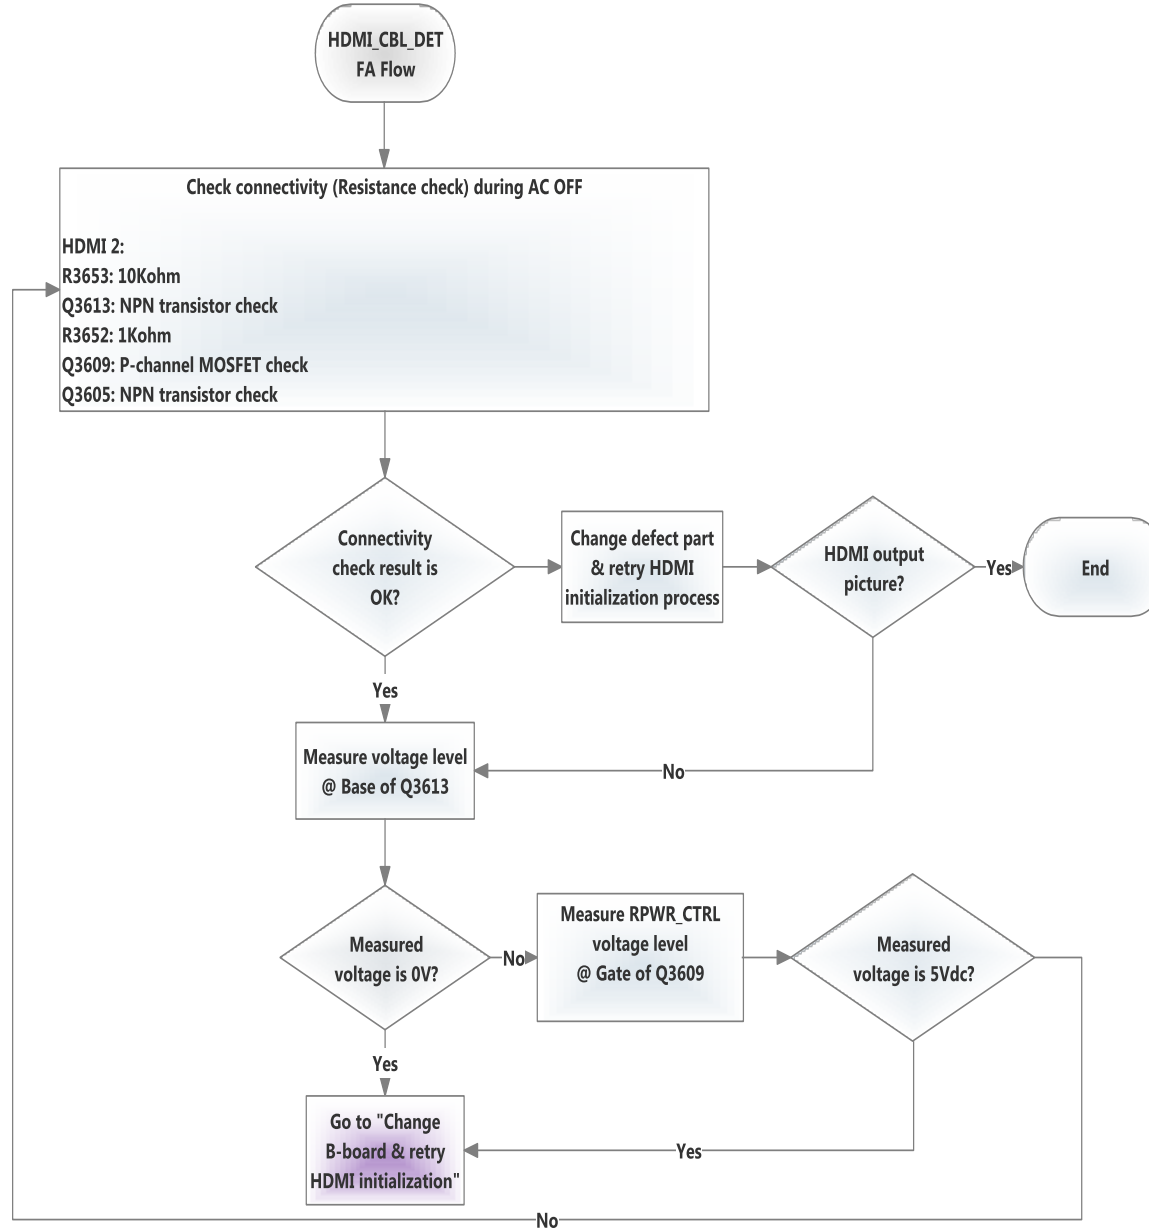 HDMI_CBL_DET
FA Flow
Check connectivity (Resistance check) during AC OFF
HDMI 2:
R3653: 10Kohm
Q3613: NPN transistor check
R3652: 1Kohm
Q3609: P-channel MOSFET check
Q3605: NPN transistor check
Connectivity
check result is
OK?
Change defect part
& retry HDMI
initialization process
HDMI output
picture?
Yes
End
Yes
Measure voltage level
@ Base of Q3613
No
Measured
voltage is 0V?
No
Measure RPWR_CTRL
voltage level
@ Gate of Q3609
Measured
voltage is 5Vdc?
Yes
Go to "Change
B-board & retry
HDMI initialization"
Yes
No